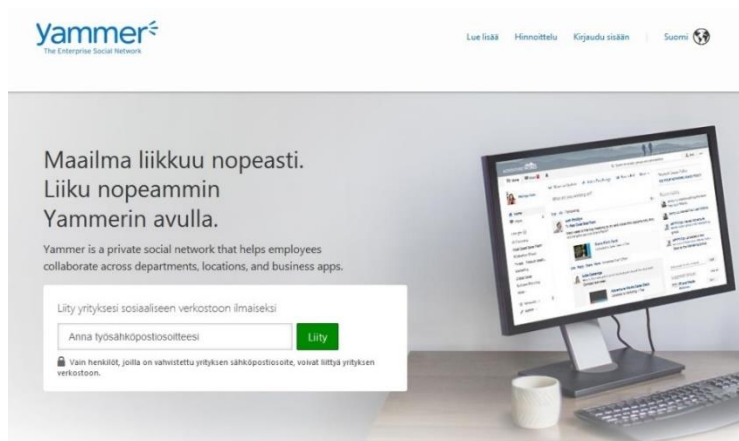 yammer
The Enterprise Social Network
Lue lisää Hinnoittelu Kirjaudu sisään Suomi
Maailma liikkuu nopeasti.
Liiku nopeammin
Yammerin avulla.
Yammer is a private social network that helps employees
collaborate across departments, locations, and business apps.
Liity yrityksesi sosiaaliseen verkostoon ilmaiseksi
Anna työsähköpostiosoitteesi Liity
Vain henkilöt, joilla on vahvistettu yrityksen sähköpostiosoite, voivat liittyä yrityksen
verkostoon.